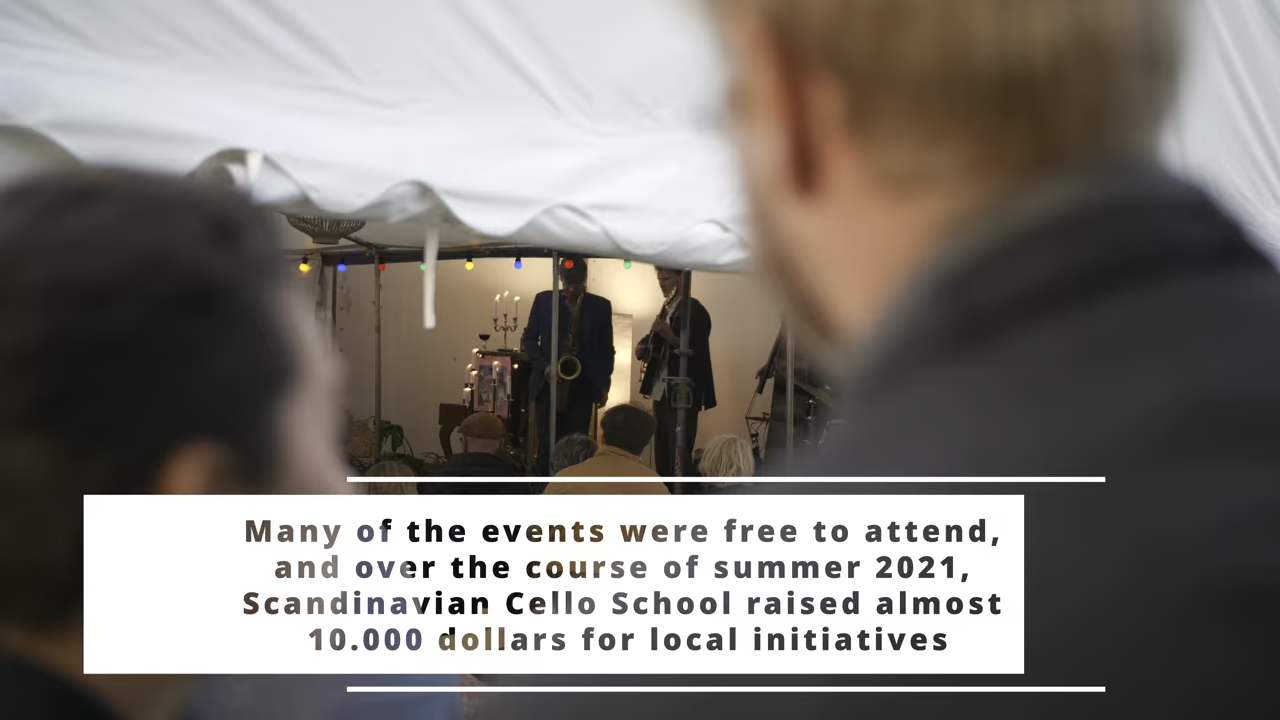 Many of the events were free to attend,
and over the course of summer 2021,
Scandinavian Cello School raised almost
10.000 dollars for local initiatives